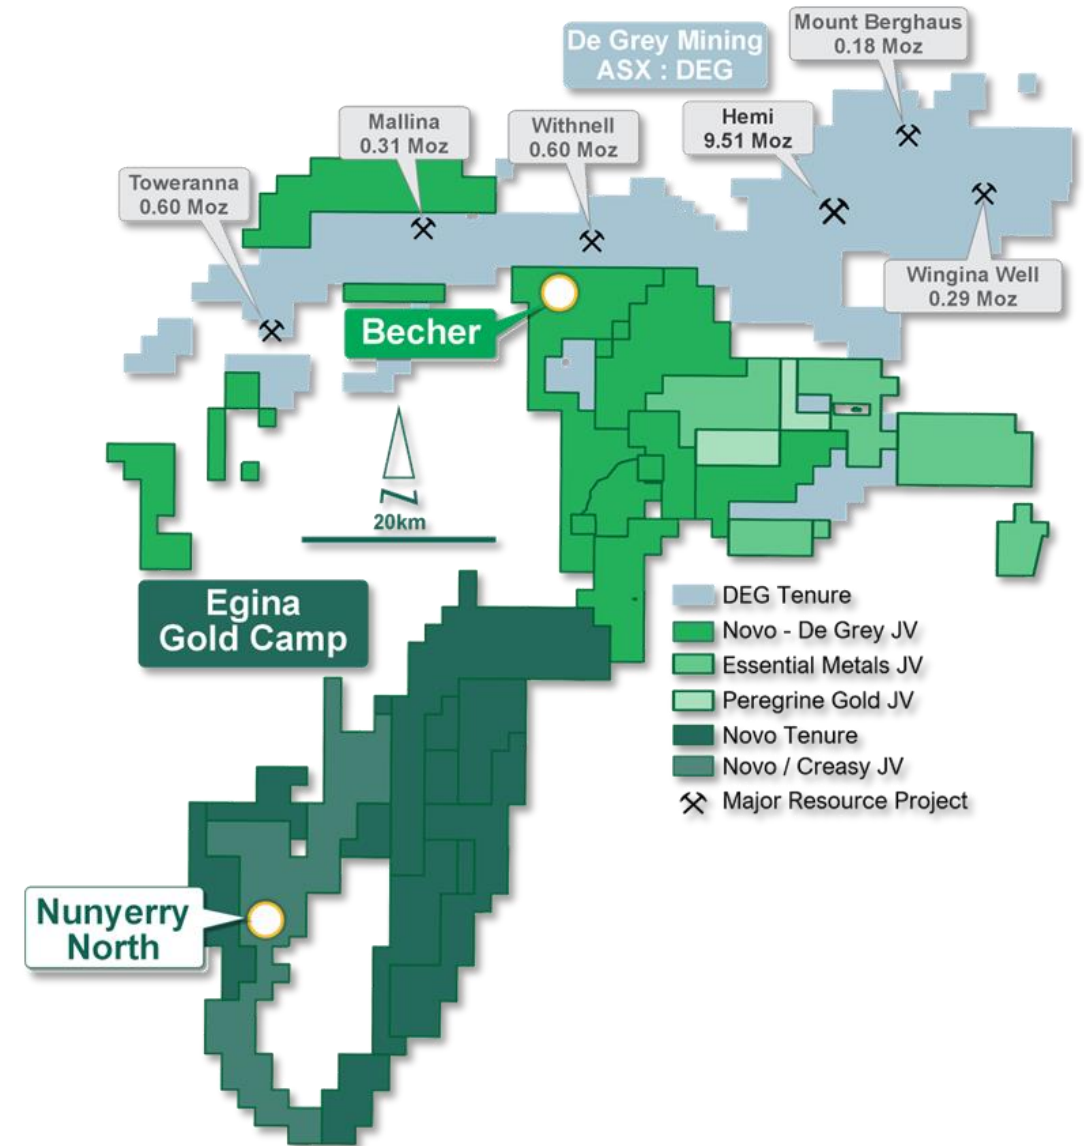 De Grey Mining
ASX : DEG
Mount Berghaus
0.18 Moz
Mallina
0.31 Moz
Withnell
0.60 Moz
Hemi
9.51 Moz
Toweranna
0.60 Moz
Wingina Well
0.29 Moz
Becher
N
20km
Egina
Gold Camp
DEG Tenure
Novo - De Grey JV
Essential Metals JV
Peregrine Gold JV
Novo Tenure
Novo / Creasy JV
Major Resource Project
Nunyerry
North